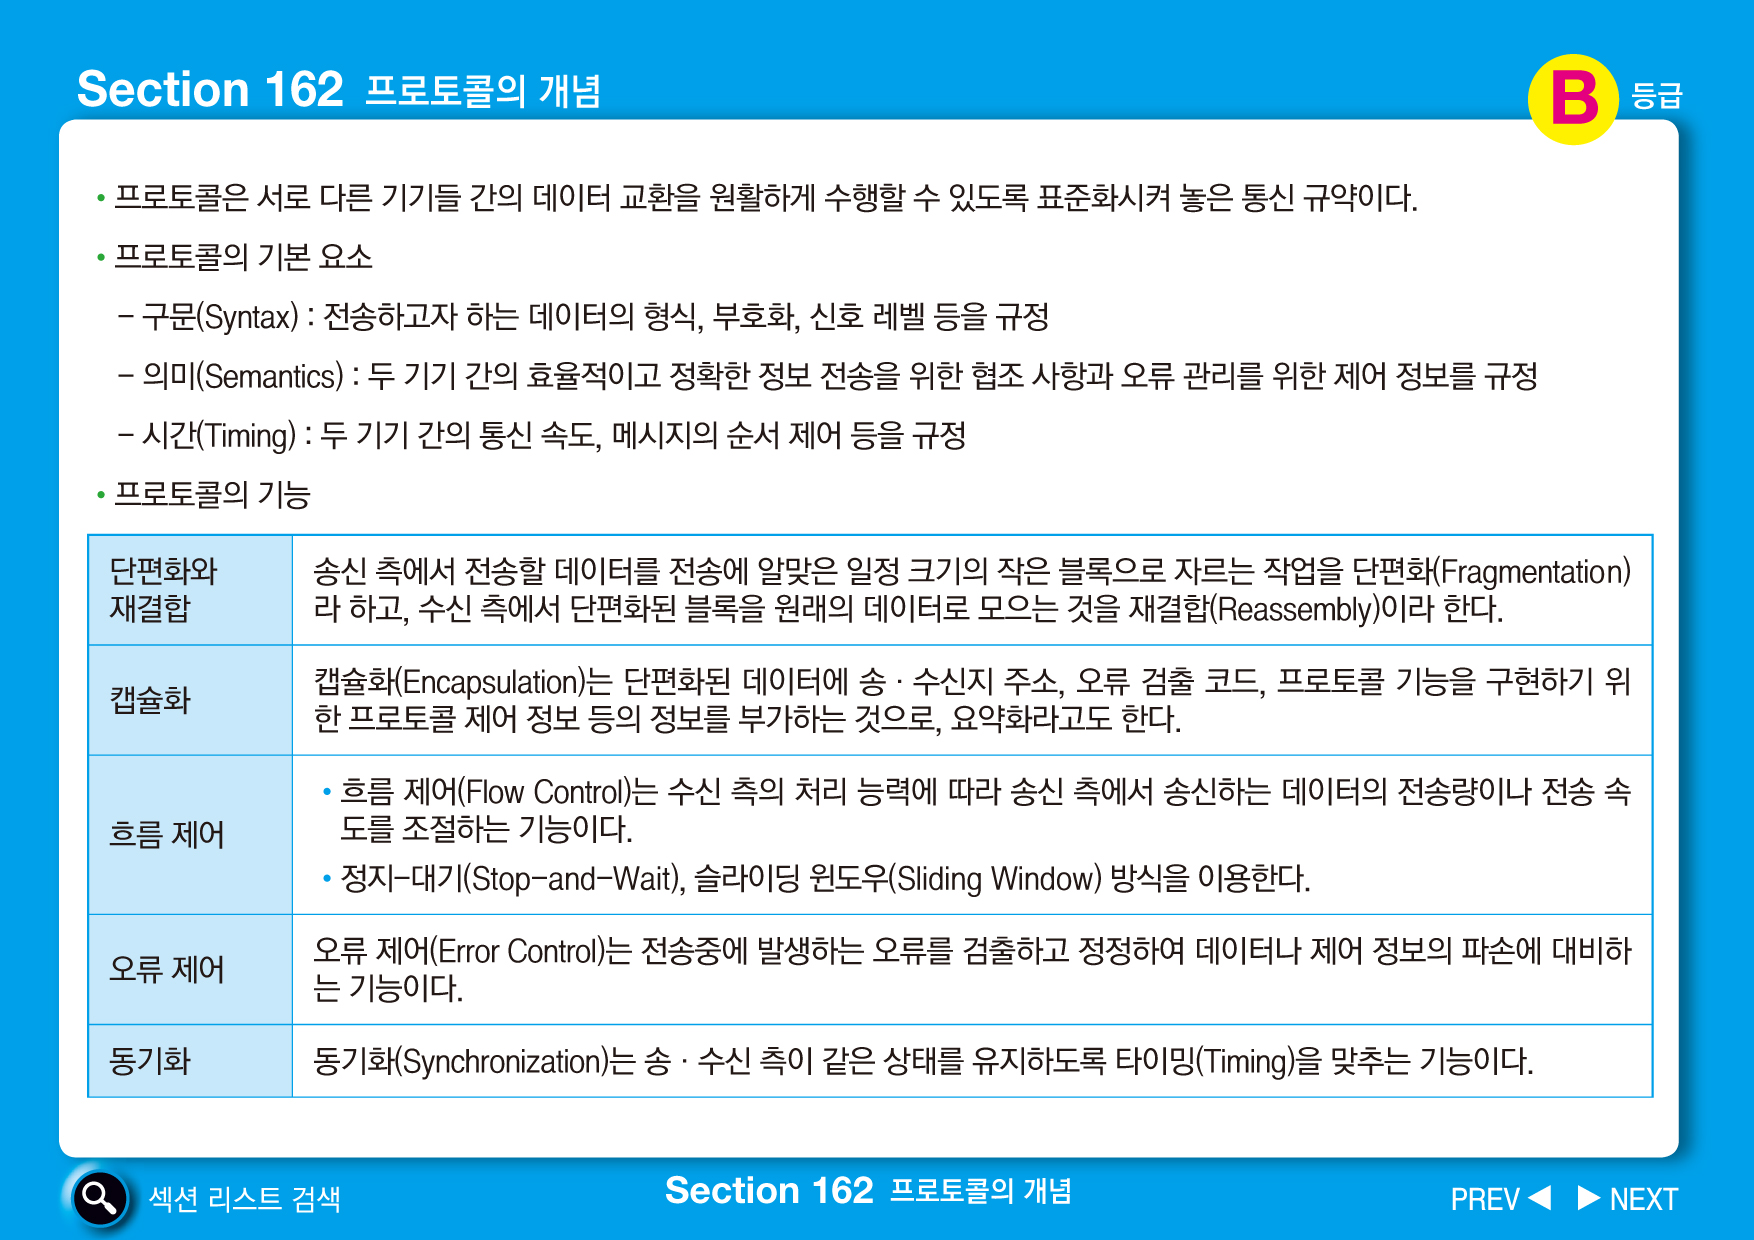 Section 162 프로토콜의 개념
B 등급
• 프로토콜은 서로 다른 기기들 간의 데이터 교환을 원활하게 수행할 수 있도록 표준화시켜 놓은 통신 규약이다.
• 프로토콜의 기본 요소
– 구문(Syntax) : 전송하고자 하는 데이터의 형식, 부호화, 신호 레벨 등을 규정
– 의미(Semantics) : 두 기기 간의 효율적이고 정확한 정보 전송을 위한 협조 사항과 오류 관리를 위한 제어 정보를 규정
– 시간(Timing) : 두 기기 간의 통신 속도, 메시지의 순서 제어 등을 규정
• 프로토콜의 기능
단편화와
재결합
송신 측에서 전송할 데이터를 전송에 알맞은 일정 크기의 작은 블록으로 자르는 작업을 단편화(Fragmentation)
라 하고, 수신 측에서 단편화된 블록을 원래의 데이터로 모으는 것을 재결합(Reassembly)이라 한다.
캡슐화
캡슐화(Encapsulation)는 단편화된 데이터에 송 · 수신지 주소, 오류 검출 코드, 프로토콜 기능을 구현하기 위
한 프로토콜 제어 정보 등의 정보를 부가하는 것으로, 요약화라고도 한다.
흐름 제어
• 흐름 제어(Flow Control)는 수신 측의 처리 능력에 따라 송신 측에서 송신하는 데이터의 전송량이나 전송 속
도를 조절하는 기능이다.
• 정지-대기(Stop-and-Wait), 슬라이딩 윈도우(Sliding Window) 방식을 이용한다.
오류 제어
오류 제어(Error Control)는 전송중에 발생하는 오류를 검출하고 정정하여 데이터나 제어 정보의 파손에 대비하
는 기능이다.
동기화
동기화(Synchronization)는 송 · 수신 측이 같은 상태를 유지하도록 타이밍(Timing)을 맞추는 기능이다.
섹션 리스트 검색
Section 162 프로토콜의 개념
PREV ◀ ▶ NEXT